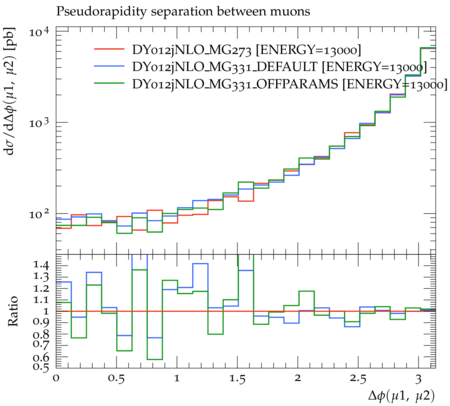 Pseudorapidity separation between muons
dσ/dΔϕ(µ1, µ2) [pb]
10⁴
DY012jNLO_MG273 [ENERGY=13000]
DY012jNLO_MG331_DEFAULT [ENERGY=13000]
DY012jNLO_MG331_OFFPARAMS [ENERGY=13000]
10³
10²
Ratio
1.4
1.3
1.2
1.1
1
0.9
0.8
0.7
0.6
0.5
0 0.5 1 1.5 2 2.5 3
Δϕ(µ1, µ2)